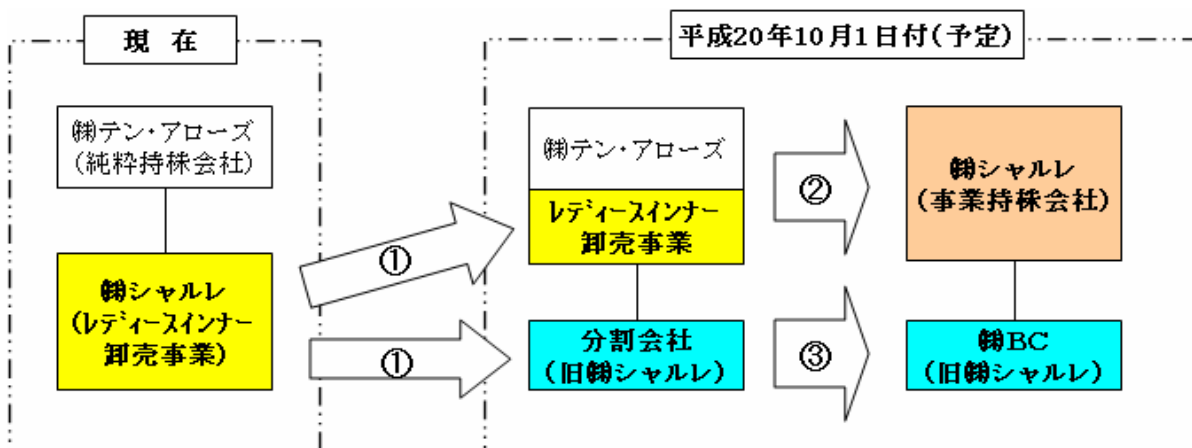 現 在
㈱テン・アローズ
(純粋持株会社)
㈱シャルレ
(レディースインナー
卸売事業)
①
①
平成20年10月1日付(予定)
㈱テン・アローズ
レディースインナー
卸売事業
分割会社
(旧㈱シャルレ)
②
③
㈱シャルレ
(事業持株会社)
㈱BC
(旧㈱シャルレ)